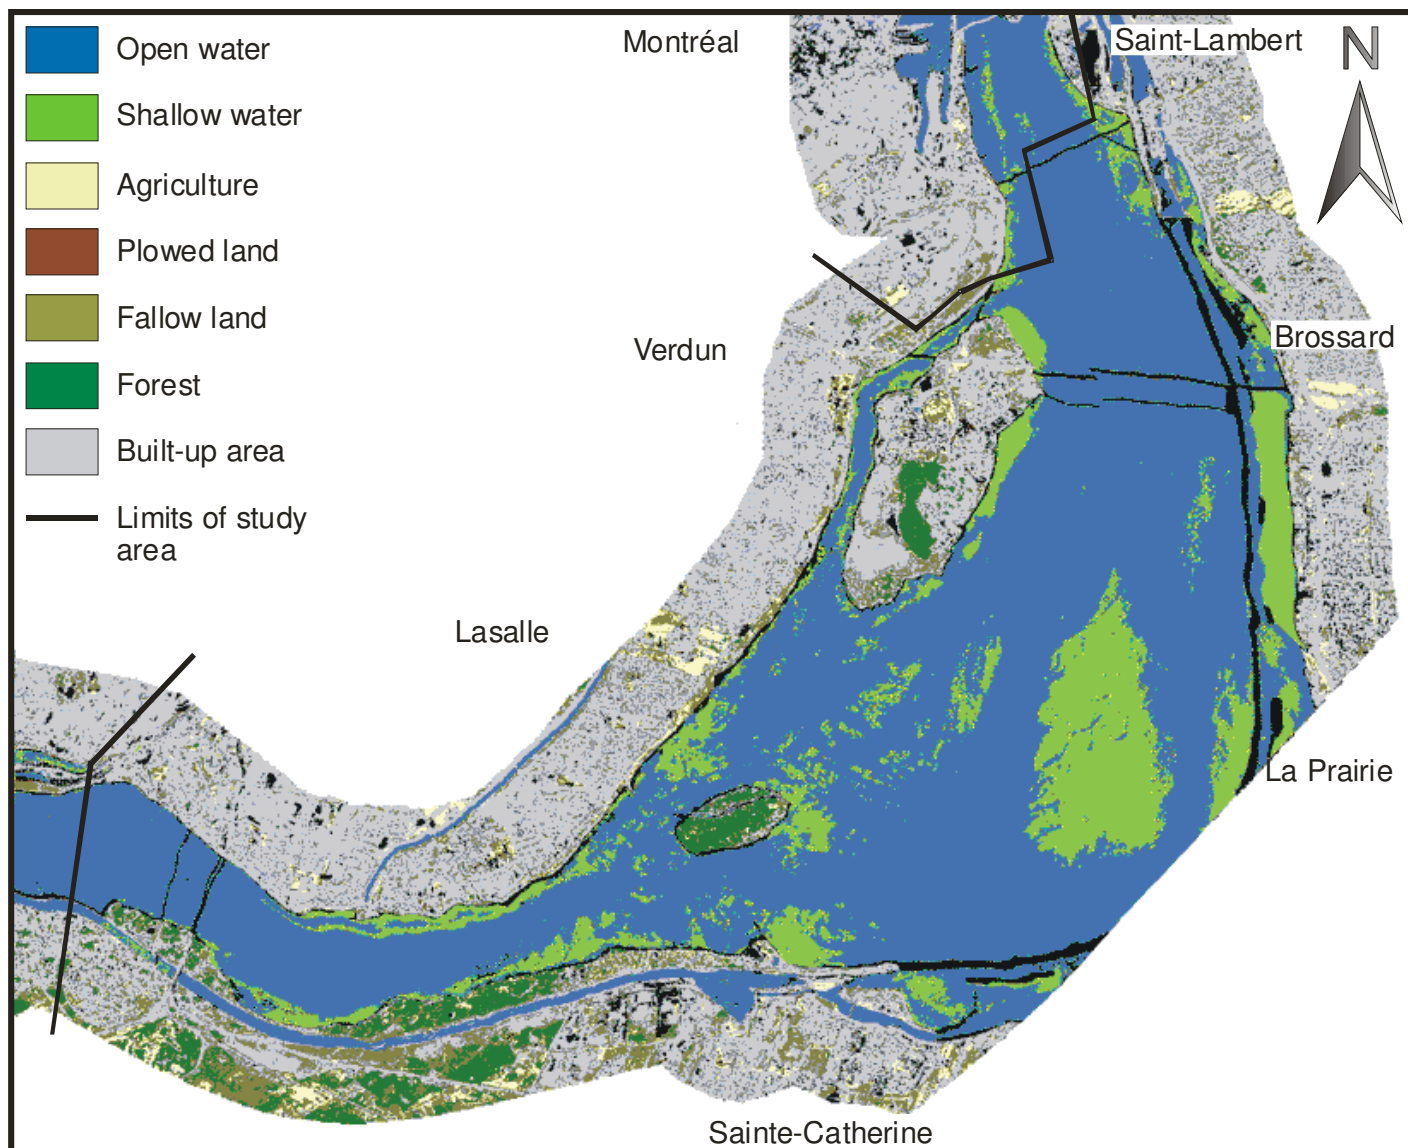 Open water
Shallow water
Agriculture
Plowed land
Fallow land
Forest
Built-up area
Limits of study
area
Montréal
Saint-Lambert
N
Verdun
Brossard
Lasalle
La Prairie
Sainte-Catherine